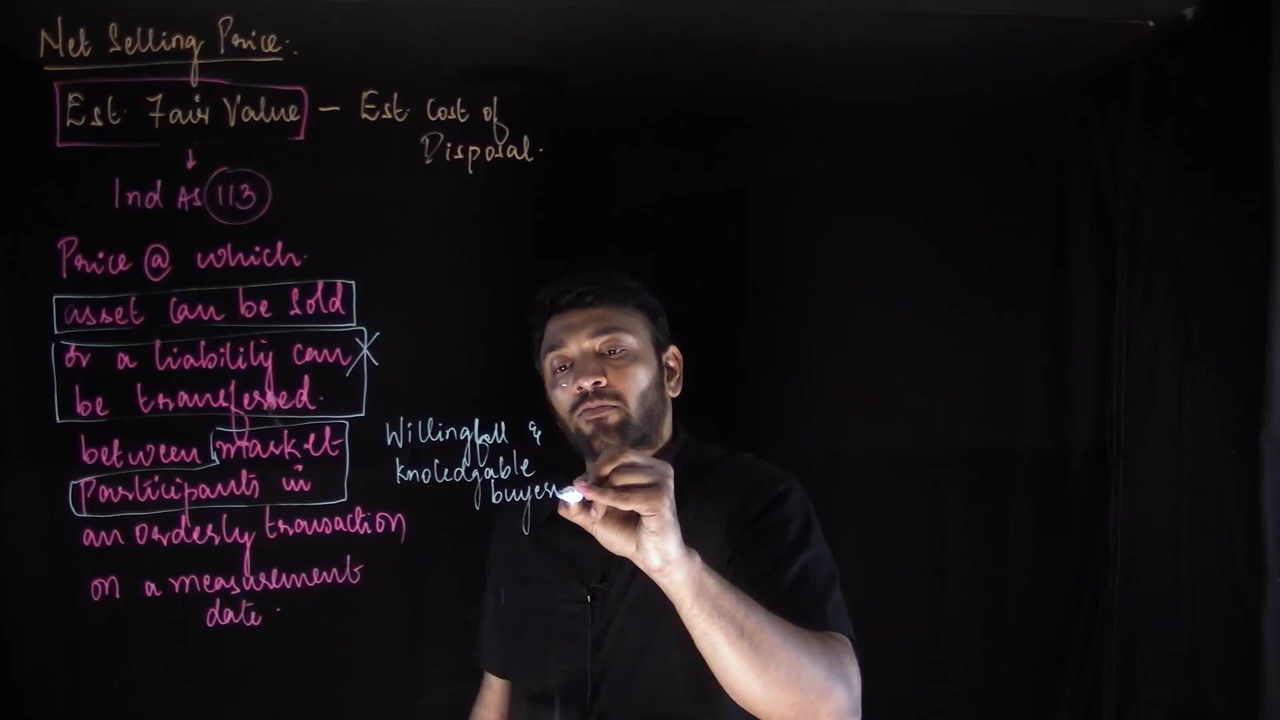 Net Selling Price.
Est. Fair Value - Est. Cost of
Disposal.
↓
Ind AS 113
Price @ which
asset can be sold
or a liability can X
be transferred.
between market
Participants in
an orderly transaction
on a measurement
date.
Willingfull &
knoledgable
buyer